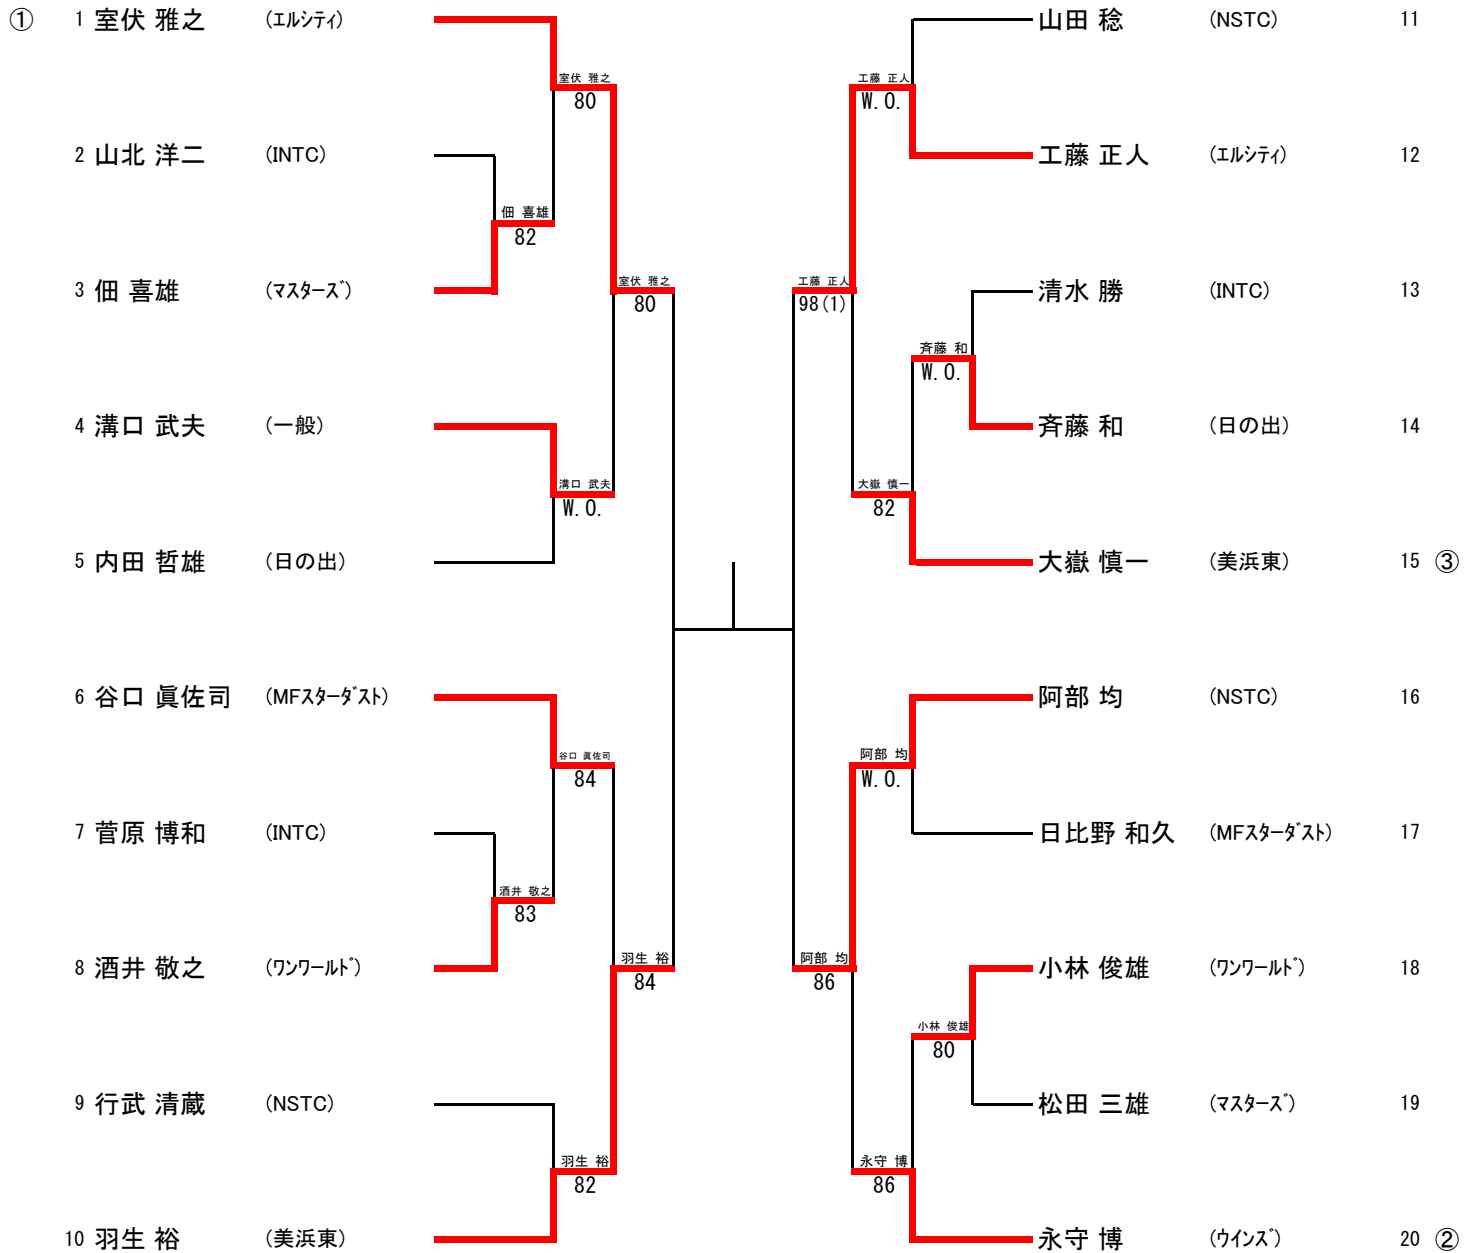 ① 1 室伏 雅之 (ｴﾙｼﾃｨ)
山田 稔 (NSTC) 11
室伏 雅之
80
工藤 正人
W.O.
2 山北 洋二 (INTC)
工藤 正人 (ｴﾙｼﾃｨ) 12
佃 喜雄
82
3 佃 喜雄 (ﾏｽﾀｰｽﾞ)
室伏 雅之
80
工藤 正人
98(1)
清水 勝 (INTC) 13
斉藤 和
W.O.
4 溝口 武夫 (一般)
斉藤 和 (日の出) 14
溝口 武夫
W.O.
大嶽 慎一
82
5 内田 哲雄 (日の出)
大嶽 慎一 (美浜東) 15 ③
6 谷口 眞佐司 (MFｽﾀｰﾀﾞｽﾄ)
阿部 均 (NSTC) 16
谷口 眞佐司
84
阿部 均
W.O.
7 菅原 博和 (INTC)
日比野 和久 (MFｽﾀｰﾀﾞｽﾄ) 17
酒井 敬之
83
8 酒井 敬之 (ﾜﾝﾜｰﾙﾄﾞ)
羽生 裕
84
阿部 均
86
小林 俊雄 (ﾜﾝﾜｰﾙﾄﾞ) 18
小林 俊雄
80
9 行武 清蔵 (NSTC)
松田 三雄 (ﾏｽﾀｰｽﾞ) 19
羽生 裕
82
永守 博
86
10 羽生 裕 (美浜東)
永守 博 (ｳｲﾝｽﾞ) 20 ②